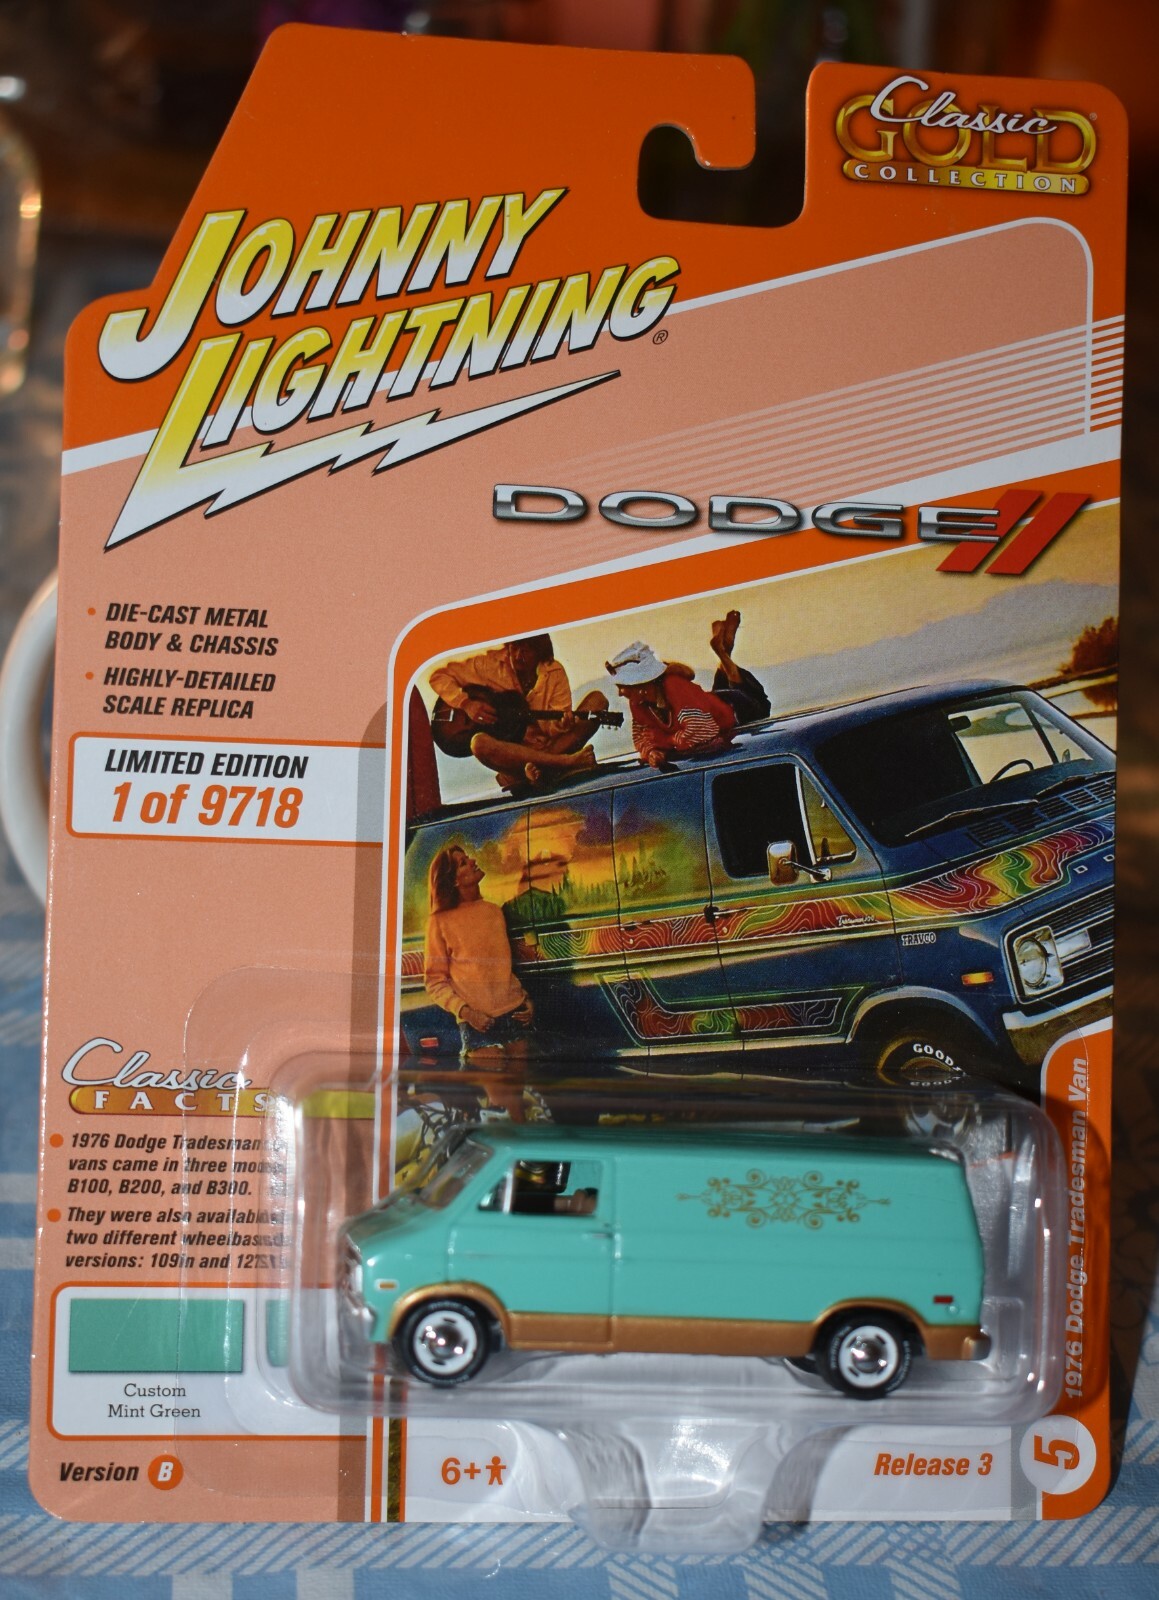 Classic
GOLD®
COLLECTION
JOHNNY
LIGHTNING®
DODGE
• DIE-CAST METAL
BODY & CHASSIS
• HIGHLY-DETAILED
SCALE REPLICA
LIMITED EDITION
1 of 9718
TRAVCO
GOOD
Classic
FACTS
• 1976 Dodge Tradesman
vans came in three
B100, B200, and B300.
• They were also
two different
versions: 109in and
1976 Dodge Tradesman Van
Custom
Mint Green
Version B
6+
Release 3
5